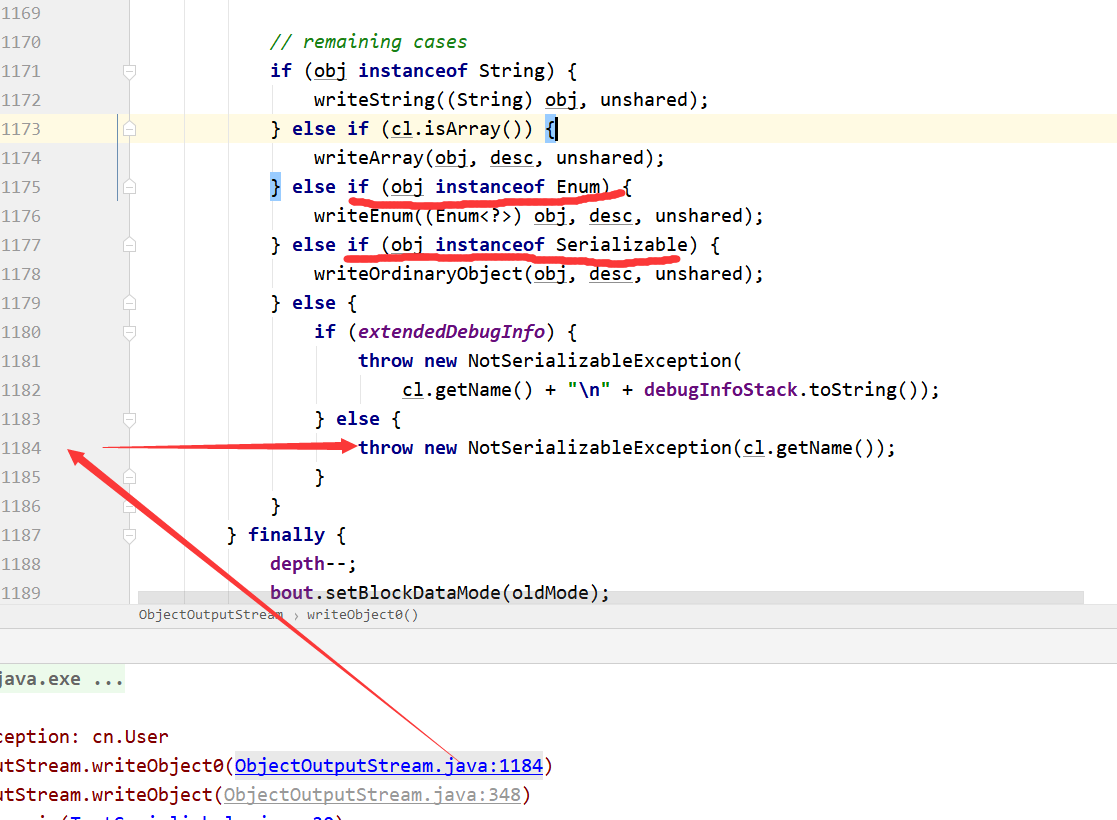 1169
1170 // remaining cases
1171 if (obj instanceof String) {
1172 writeString((String) obj, unshared);
1173 } else if (cl.isArray()) {
1174 writeArray(obj, desc, unshared);
1175 } else if (obj instanceof Enum) {
1176 writeEnum((Enum<?>) obj, desc, unshared);
1177 } else if (obj instanceof Serializable) {
1178 writeOrdinaryObject(obj, desc, unshared);
1179 } else {
1180 if (extendedDebugInfo) {
1181 throw new NotSerializableException(
1182 cl.getName() + "\n" + debugInfoStack.toString());
1183 } else {
1184 throw new NotSerializableException(cl.getName());
1185 }
1186 }
1187 } finally {
1188 depth--;
1189 bout.setBlockDataMode(oldMode);
ObjectOutputStream › writeObject0()
java.exe ...
ception: cn.User
utStream.writeObject0(ObjectOutputStream.java:1184)
utStream.writeObject(ObjectOutputStream.java:348)